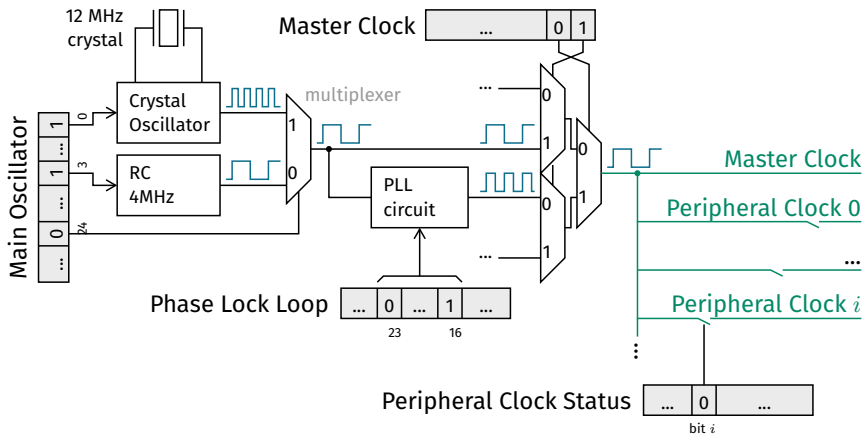 12 MHz
crystal
Master Clock
...
0
1
multiplexer
Main Oscillator
1
0
...
1
3
...
0
24
...
Crystal
Oscillator
RC
4MHz
1
0
PLL
circuit
...
0
1
0
1
...
0
1
Master Clock
Peripheral Clock 0
...
Peripheral Clock i
...
Phase Lock Loop
...
0
...
1
...
23
16
Peripheral Clock Status
...
0
...
bit i